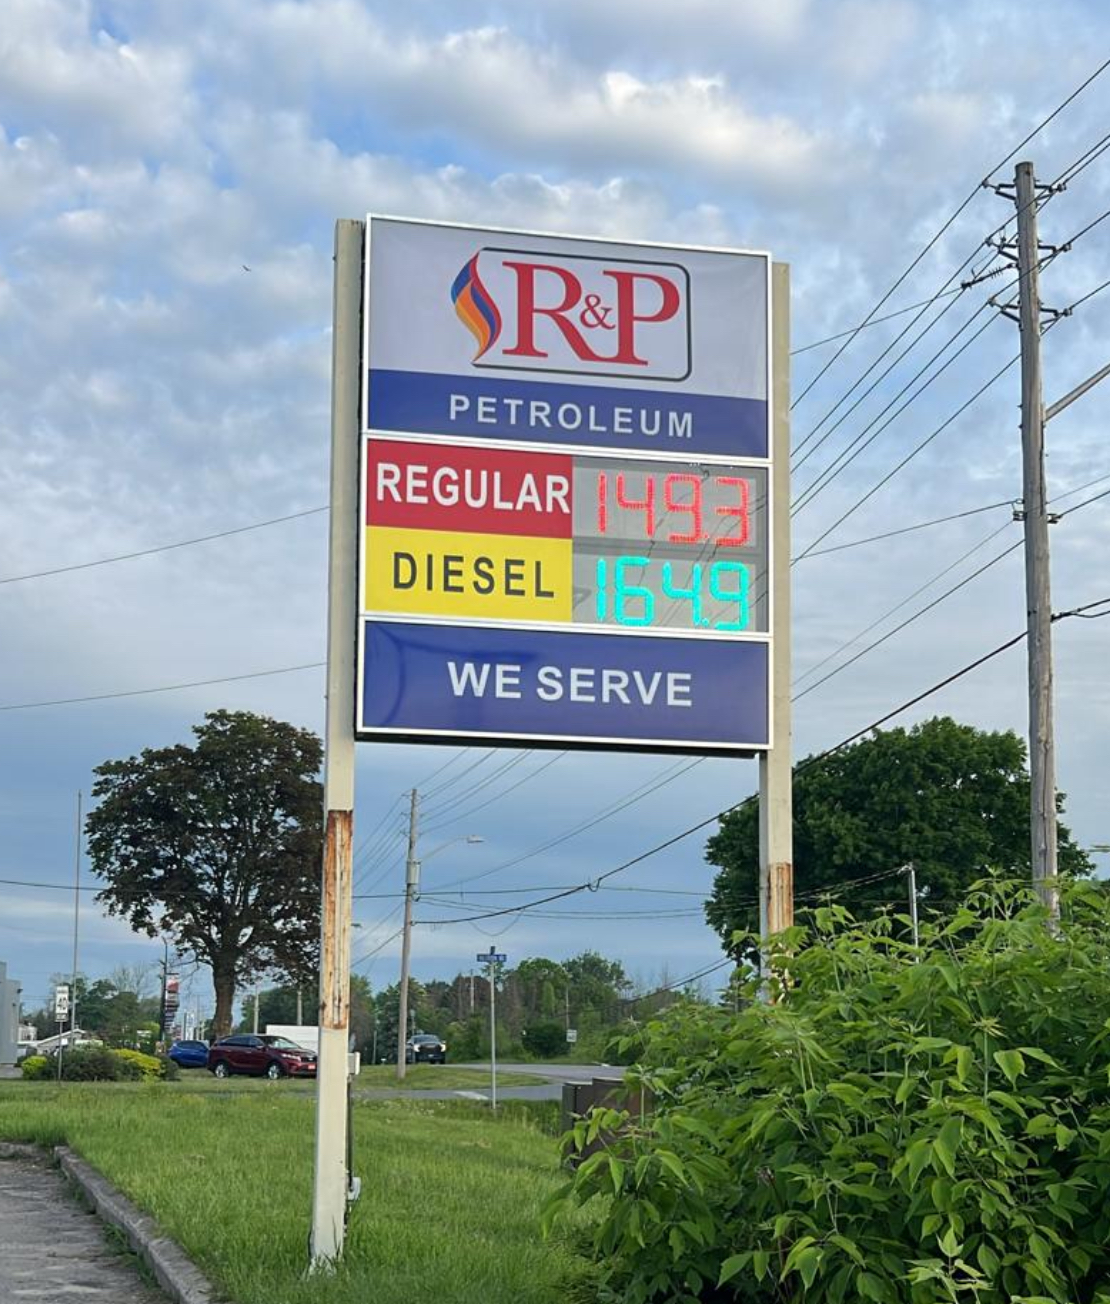 R&P
PETROLEUM
REGULAR 149.3
DIESEL 164.9
WE SERVE